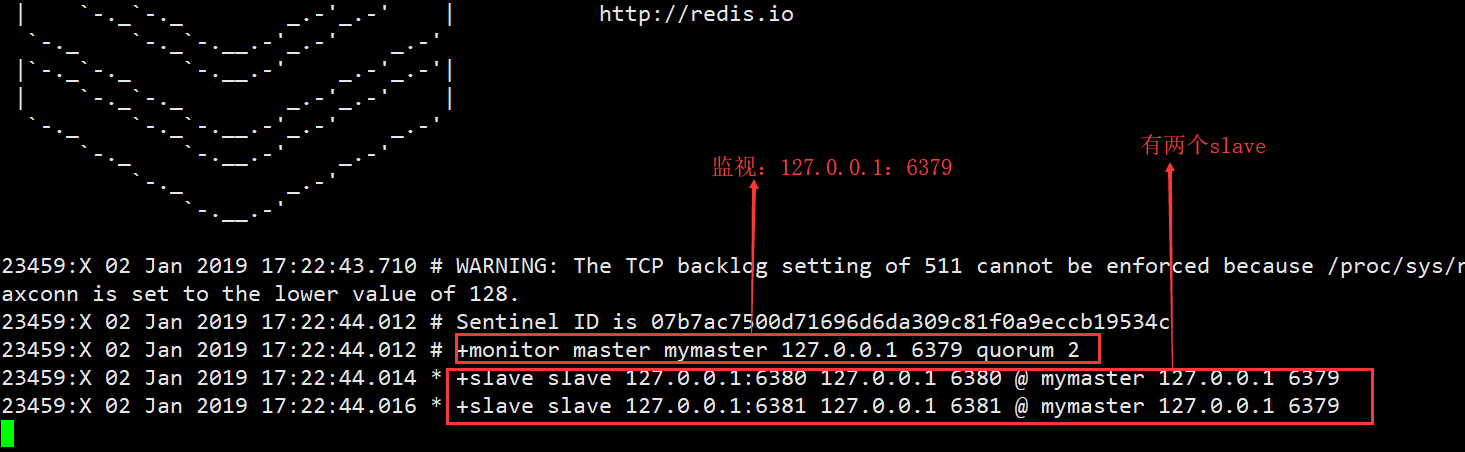 http://redis.io
有两个slave
监视: 127.0.0.1: 6379
23459:X 02 Jan 2019 17:22:43.710 # WARNING: The TCP backlog setting of 511 cannot be enforced because /proc/sys/
axconn is set to the lower value of 128.
23459:X 02 Jan 2019 17:22:44.012 # Sentinel ID is 07b7ac7500d71696d6da309c81f0a9eccb19534c
23459:X 02 Jan 2019 17:22:44.012 # +monitor master mymaster 127.0.0.1 6379 quorum 2
23459:X 02 Jan 2019 17:22:44.014 * +slave slave 127.0.0.1:6380 127.0.0.1 6380 @ mymaster 127.0.0.1 6379
23459:X 02 Jan 2019 17:22:44.016 * +slave slave 127.0.0.1:6381 127.0.0.1 6381 @ mymaster 127.0.0.1 6379